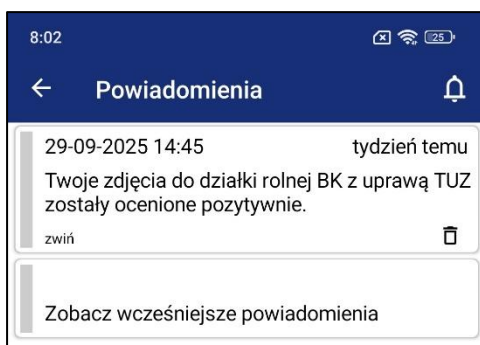 8:02
25
Powiadomienia
29-09-2025 14:45 tydzień temu
Twoje zdjęcia do działki rolnej BK z uprawą TUZ
zostały ocenione pozytywnie.
zwiń
Zobacz wcześniejsze powiadomienia